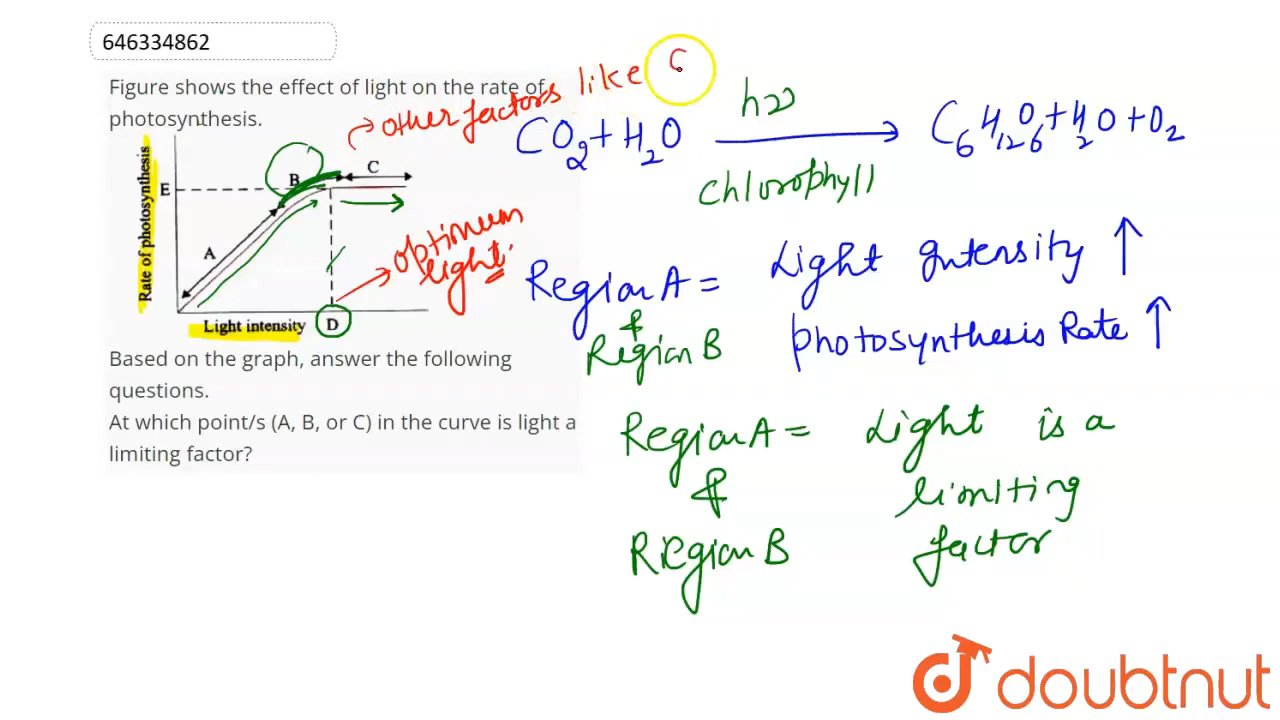 646334862
Figure shows the effect of light on the rate of
photosynthesis.
other factors like C
Rate of photosynthesis
E
A
B
C
D
Light intensity
optimum
light
Based on the graph, answer the following
questions.
At which point/s (A, B, or C) in the curve is light a
limiting factor?
CO2 + H2O hν chlorophyll C6H12O6 + H2O + O2
Region A = Light Intensity ↑
&
Region B photosynthesis Rate ↑
Region A = Light is a
& limiting
Region B factor
doubtnut